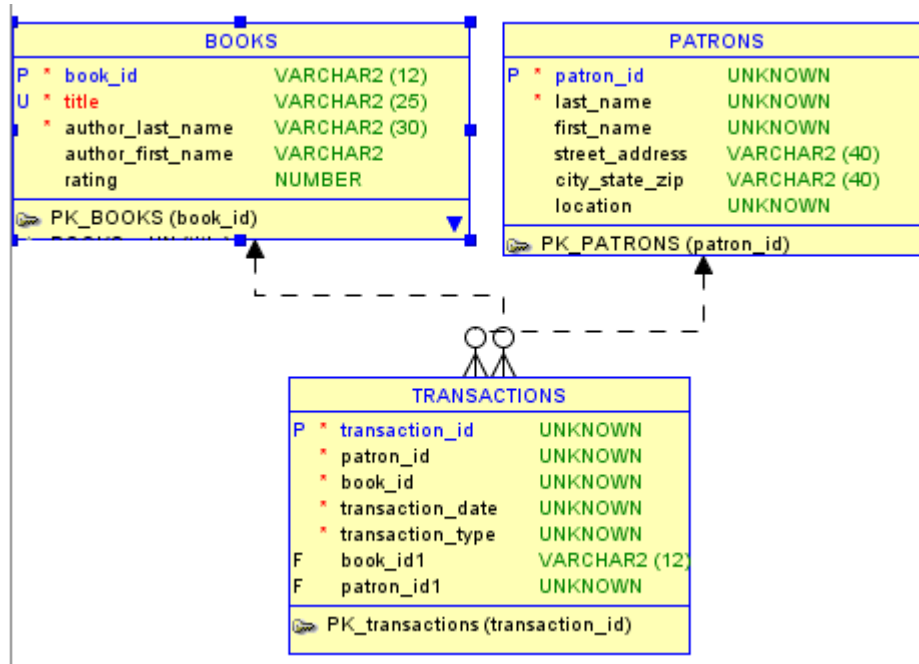 BOOKS
P * book_id VARCHAR2 (12)
U * title VARCHAR2 (25)
* author_last_name VARCHAR2 (30)
author_first_name VARCHAR2
rating NUMBER
PK_BOOKS (book_id)
PATRONS
P * patron_id UNKNOWN
* last_name UNKNOWN
first_name UNKNOWN
street_address VARCHAR2 (40)
city_state_zip VARCHAR2 (40)
location UNKNOWN
PK_PATRONS (patron_id)
TRANSACTIONS
P * transaction_id UNKNOWN
* patron_id UNKNOWN
* book_id UNKNOWN
* transaction_date UNKNOWN
* transaction_type UNKNOWN
F book_id1 VARCHAR2 (12)
F patron_id1 UNKNOWN
PK_transactions (transaction_id)